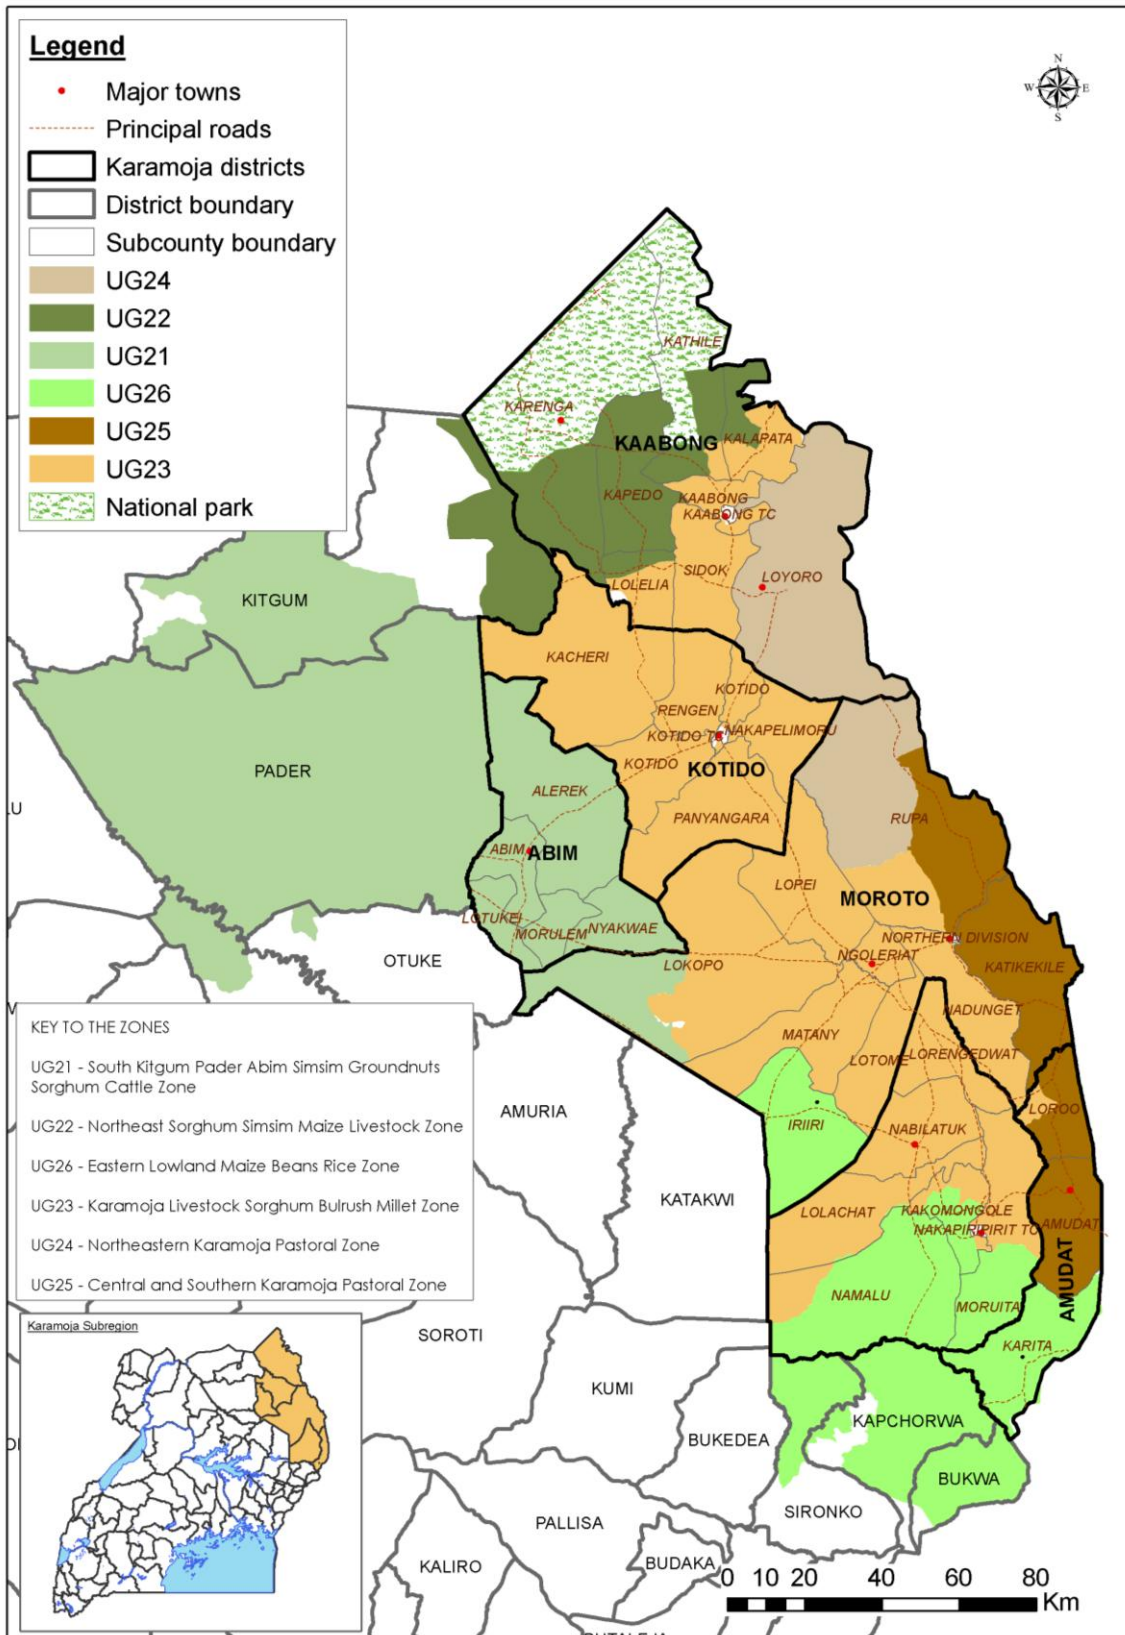 Legend
Major towns
Principal roads
Karamoja districts
District boundary
Subcounty boundary
UG24
UG22
UG21
UG26
UG25
UG23
National park
N
W E
S
KATHILE
KARENGA
KAABONG
KALAPATA
KAPEDO
KAABONG
KAABONG TC
SIDOK
LOLELIA
LOYORO
KITGUM
KACHERI
KOTIDO
RENGEN
KOTIDO TC
NAKAPELIMORU
KOTIDO
KOTIDO
PADER
ALEREK
PANYANGARA
RUPA
ABIM
ABIM
LOPEI
MOROTO
LOTUKEI
MORULEM
NYAKWAE
NORTHERN DIVISION
NGOLERIAT
KATIKEKILE
OTUKE
LOKOPO
NADUNGET
MATANY
LOTOME
LORENGEDWAT
LOROO
IRIIRI
NABILATUK
AMURIA
KATAKWI
LOLACHAT
KAKOMONGOLE
NAKAPIRIPIRIT TC
AMUDAT
AMUDAT
NAMALU
MORUITA
KARITA
SOROTI
KUMI
BUKEDEA
KAPCHORWA
BUKWA
SIRONKO
PALLISA
BUDAKA
KALIRO
KEY TO THE ZONES
UG21 - South Kitgum Pader Abim Simsim Groundnuts
Sorghum Cattle Zone
UG22 - Northeast Sorghum Simsim Maize Livestock Zone
UG26 - Eastern Lowland Maize Beans Rice Zone
UG23 - Karamoja Livestock Sorghum Bulrush Millet Zone
UG24 - Northeastern Karamoja Pastoral Zone
UG25 - Central and Southern Karamoja Pastoral Zone
Karamoja Subregion
0 10 20 40 60 80
Km